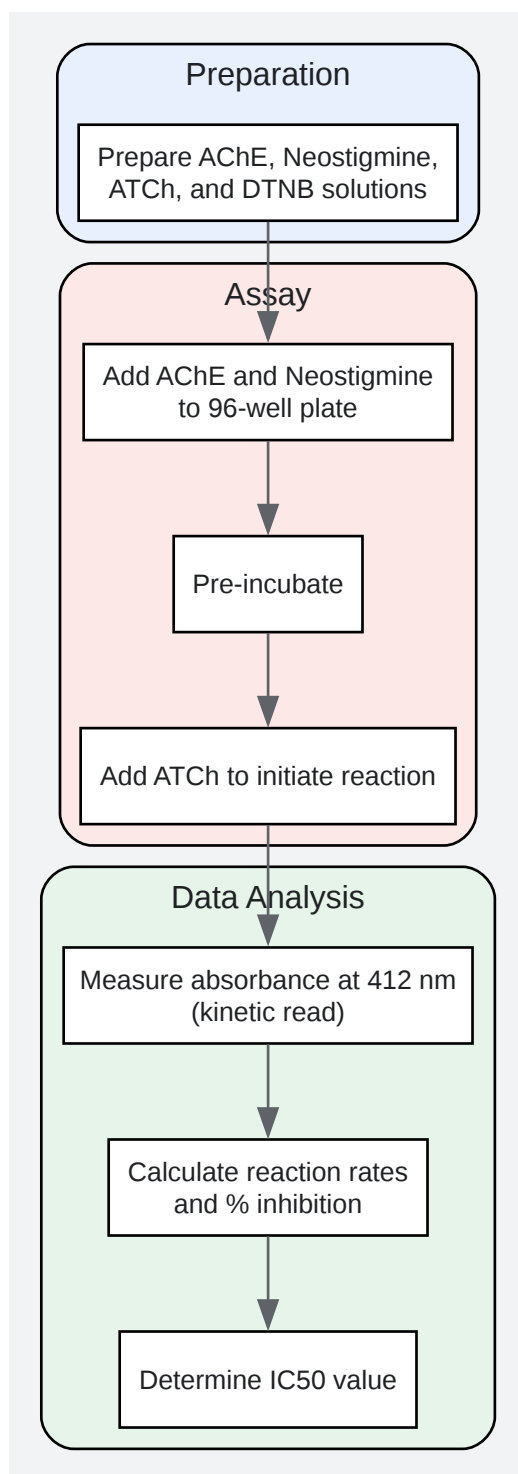 Preparation
Prepare AChE, Neostigmine,
ATCh, and DTNB solutions
Assay
Add AChE and Neostigmine
to 96-well plate
Pre-incubate
Add ATCh to initiate reaction
Data Analysis
Measure absorbance at 412 nm
(kinetic read)
Calculate reaction rates
and % inhibition
Determine IC50 value